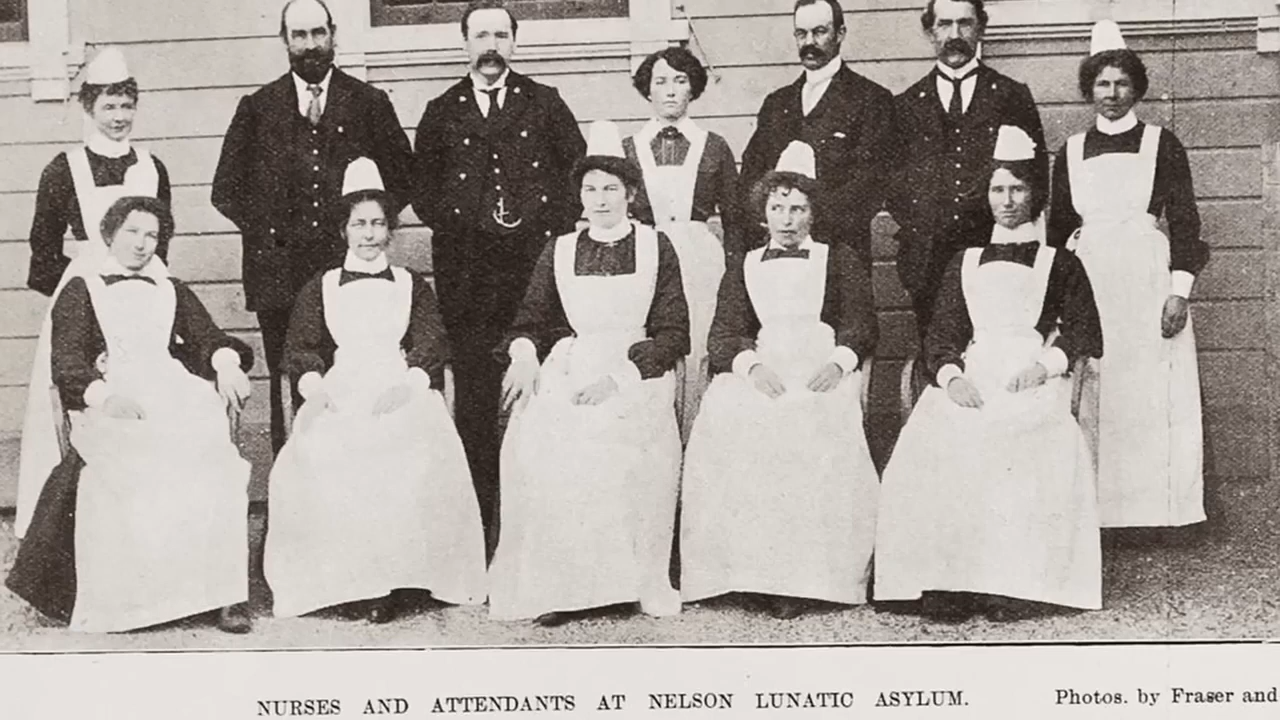 NURSES AND ATTENDANTS AT NELSON LUNATIC ASYLUM. Photos. by Fraser and